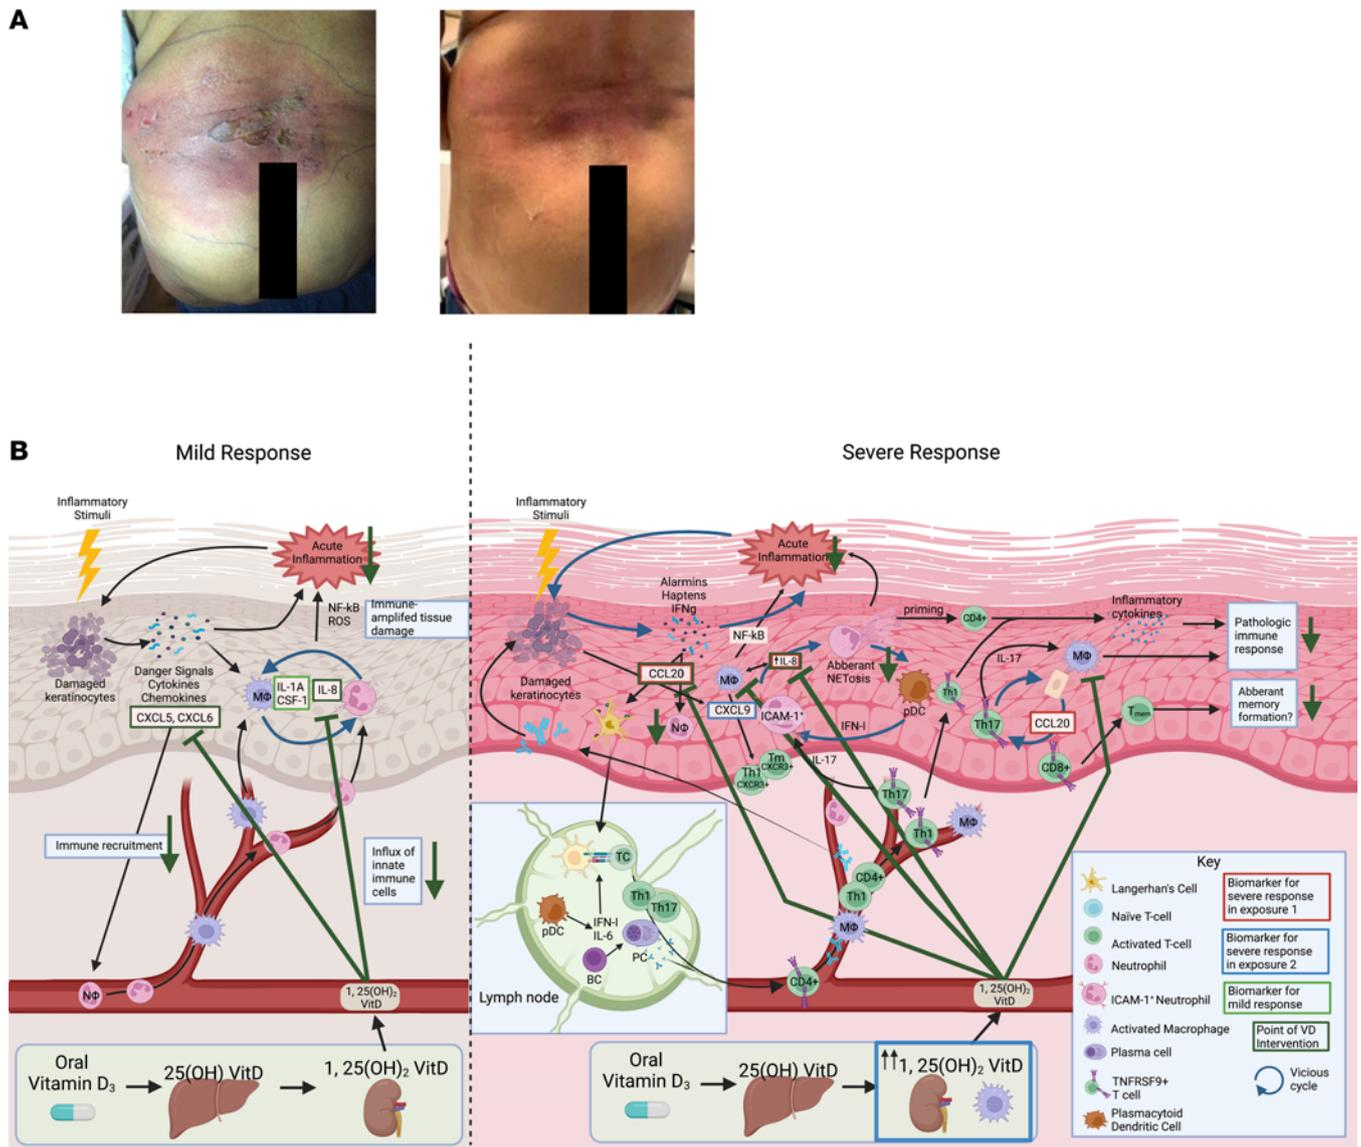 A
B
Mild Response
Inflammatory
Stimuli
Acute
Inflammation
NF-kB
ROS
Immune-
amplifed tissue
damage
Damaged
keratinocytes
Danger Signals
Cytokines
Chemokines
CXCL5, CXCL6
MΦ
IL-1A
CSF-1
IL-8
Immune recruitment
Influx of
innate
immune
cells
NΦ
1, 25(OH)₂
VitD
Oral
Vitamin D₃
25(OH) VitD
1, 25(OH)₂ VitD
Severe Response
Inflammatory
Stimuli
Acute
Inflammation
Alarmins
Haptens
IFNg
NF-kB
priming
CD4+
Inflammatory
cytokines
Pathologic
immune
response
Damaged
keratinocytes
CCL20
MΦ
↑IL-8
Abberant
NETosis
CXCL9
ICAM-1⁺
NΦ
pDC
Th1
IL-17
MΦ
Th17
CCL20
Tmem
Abberant
memory
formation?
IFN-I
CD8+
Tm
CXCR3+
Th1
CXCR3+
IL-17
Th17
Th1
MΦ
CD4+
Th1
MΦ
CD4+
TC
Th1
Th17
pDC
IFN-I
IL-6
BC
PC
Lymph node
1, 25(OH)₂
VitD
Oral
Vitamin D₃
25(OH) VitD
↑↑1, 25(OH)₂ VitD
Key
Langerhan's Cell
Naïve T-cell
Activated T-cell
Neutrophil
ICAM-1⁺ Neutrophil
Activated Macrophage
Plasma cell
TNFRSF9+
T cell
Plasmacytoid
Dendritic Cell
Biomarker for
severe response
in exposure 1
Biomarker for
severe response
in exposure 2
Biomarker for
mild response
Point of VD
Intervention
Vicious
cycle